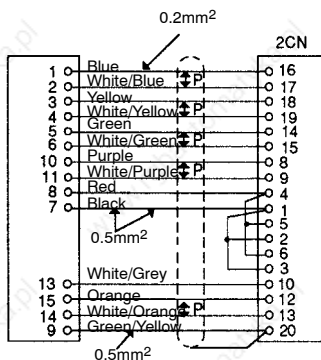 0.2mm2
2CN
1 Blue 16
2 White/Blue P 17
3 Yellow 18
4 White/Yellow P 19
5 Green 14
6 White/Green P 15
10 Purple 8
11 White/Purple P 9
8 Red 4
7 Black 1
5
0.5mm2 2
6
3
13 White/Grey 10
15 Orange 12
14 White/Orange P 13
9 Green/Yellow 20
0.5mm2